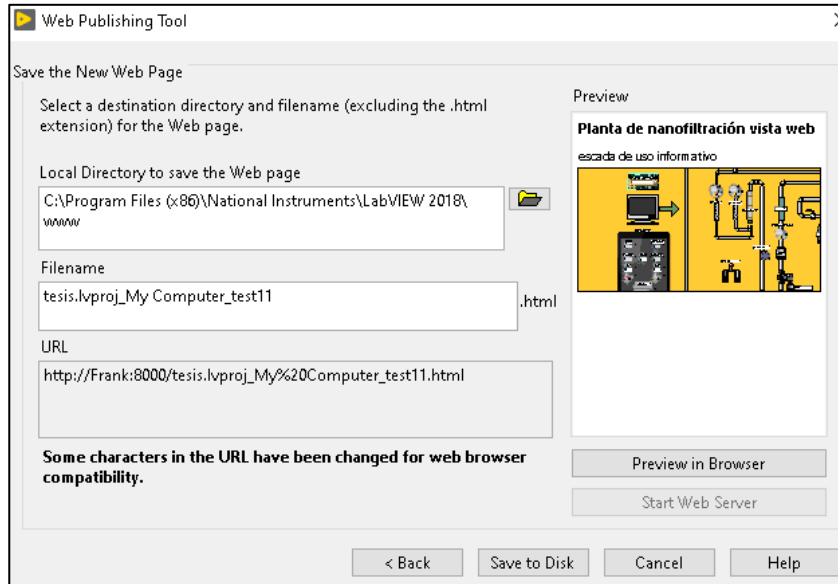 Web Publishing Tool
Save the New Web Page
Select a destination directory and filename (excluding the .html
extension) for the Web page.
Local Directory to save the Web page
C:\Program Files (x86)\National Instruments\LabVIEW 2018\
www
Filename
tesis.lvproj_My Computer_test11
.html
URL
http://Frank:8000/tesis.lvproj_My%20Computer_test11.html
Some characters in the URL have been changed for web browser
compatibility.
Preview
Planta de nanofiltración vista web
escada de uso informativo
Preview in Browser
Start Web Server
< Back
Save to Disk
Cancel
Help